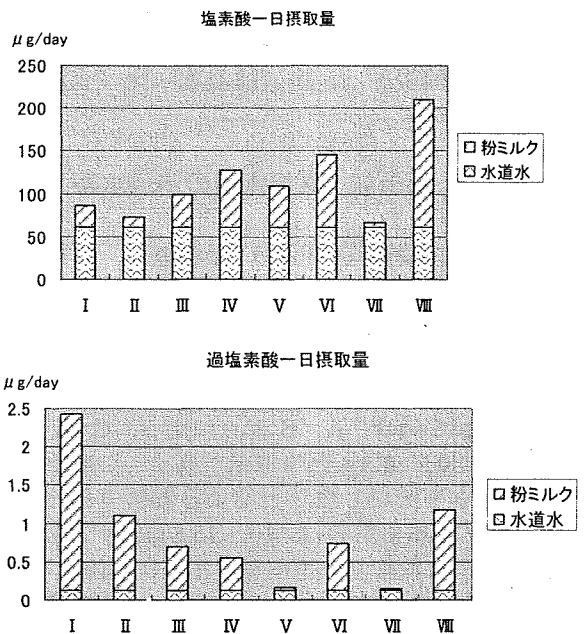 塩素酸一日摂取量
μg/day
250
200
150
100
50
0
粉ミルク
水道水
Ⅰ Ⅱ Ⅲ Ⅳ Ⅴ Ⅵ Ⅶ Ⅷ
過塩素酸一日摂取量
μg/day
2.5
2
1.5
1
0.5
0
粉ミルク
水道水
Ⅰ Ⅱ Ⅲ Ⅳ Ⅴ Ⅵ Ⅶ Ⅷ